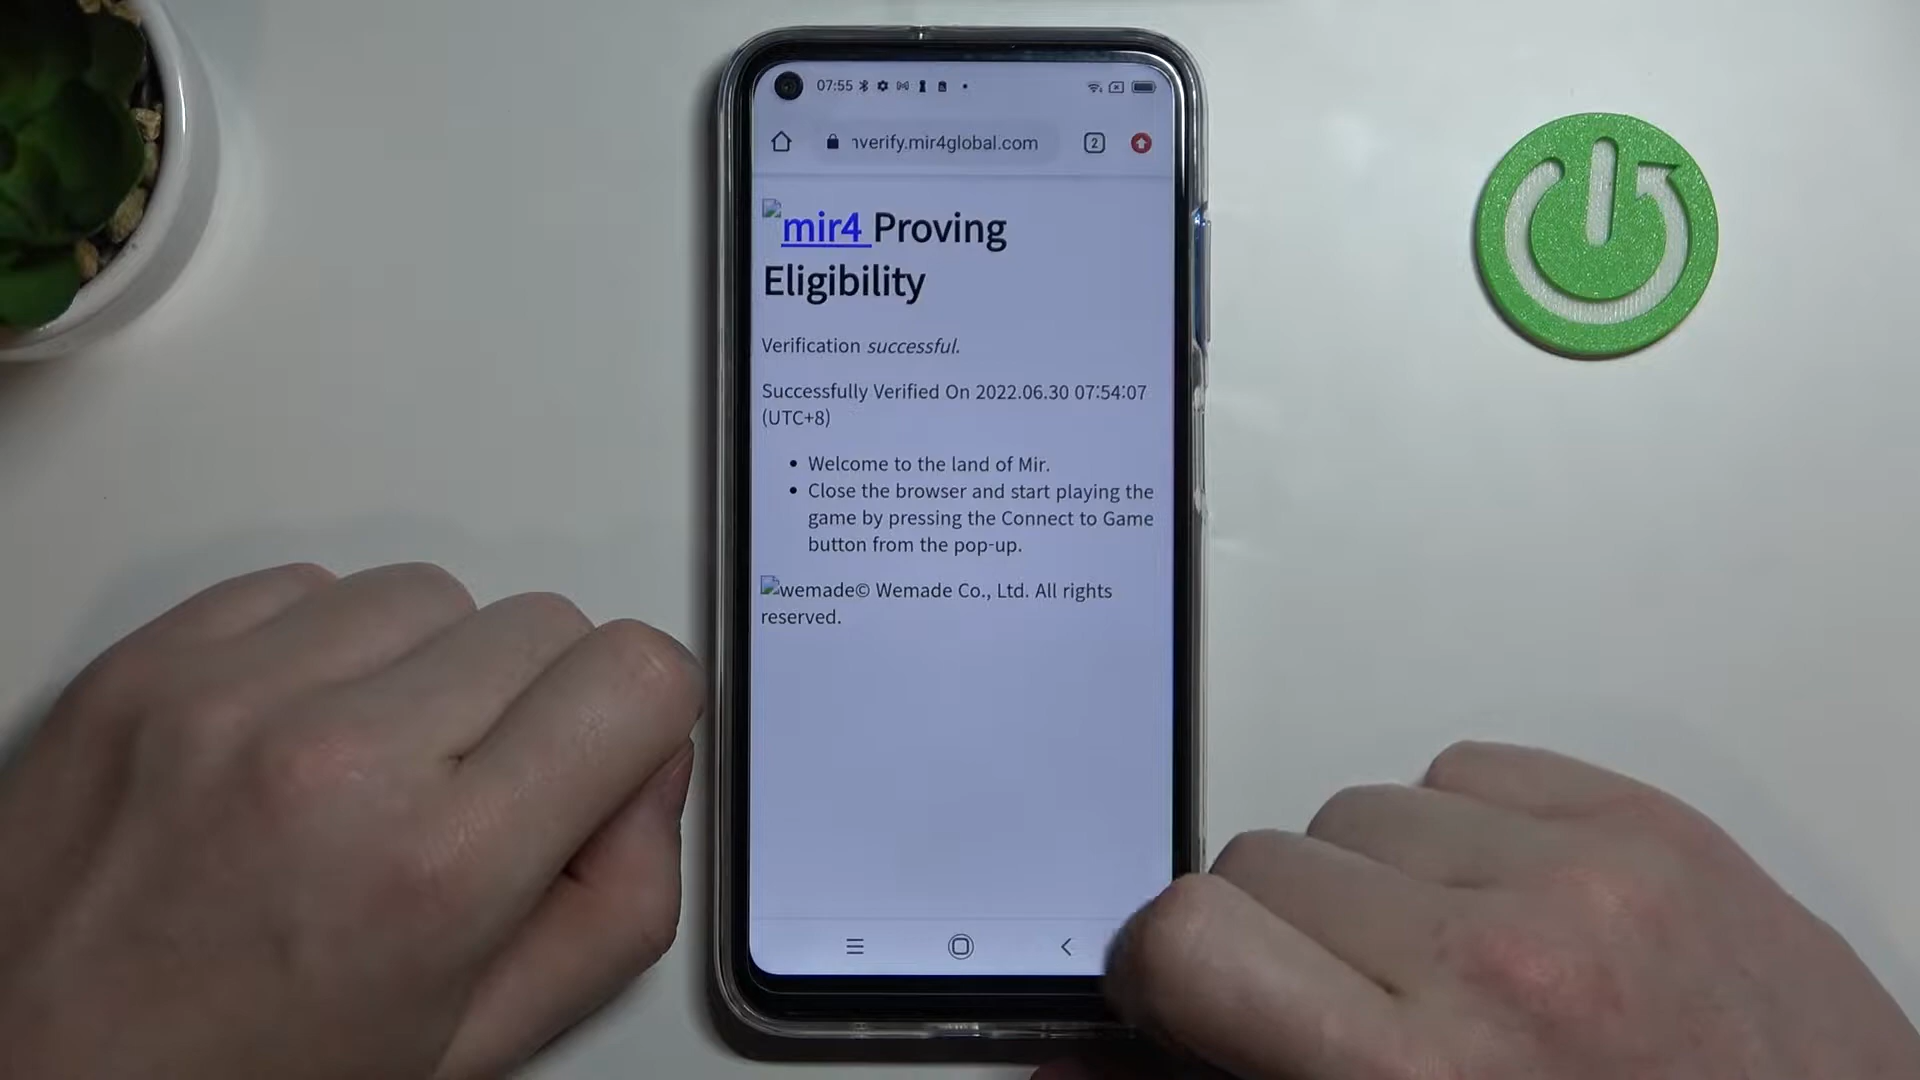 07:55
nverify.mir4global.com
2
mir4 Proving
Eligibility
Verification successful.
Successfully Verified On 2022.06.30 07:54:07
(UTC+8)
• Welcome to the land of Mir.
• Close the browser and start playing the
game by pressing the Connect to Game
button from the pop-up.
wemade© Wemade Co., Ltd. All rights
reserved.